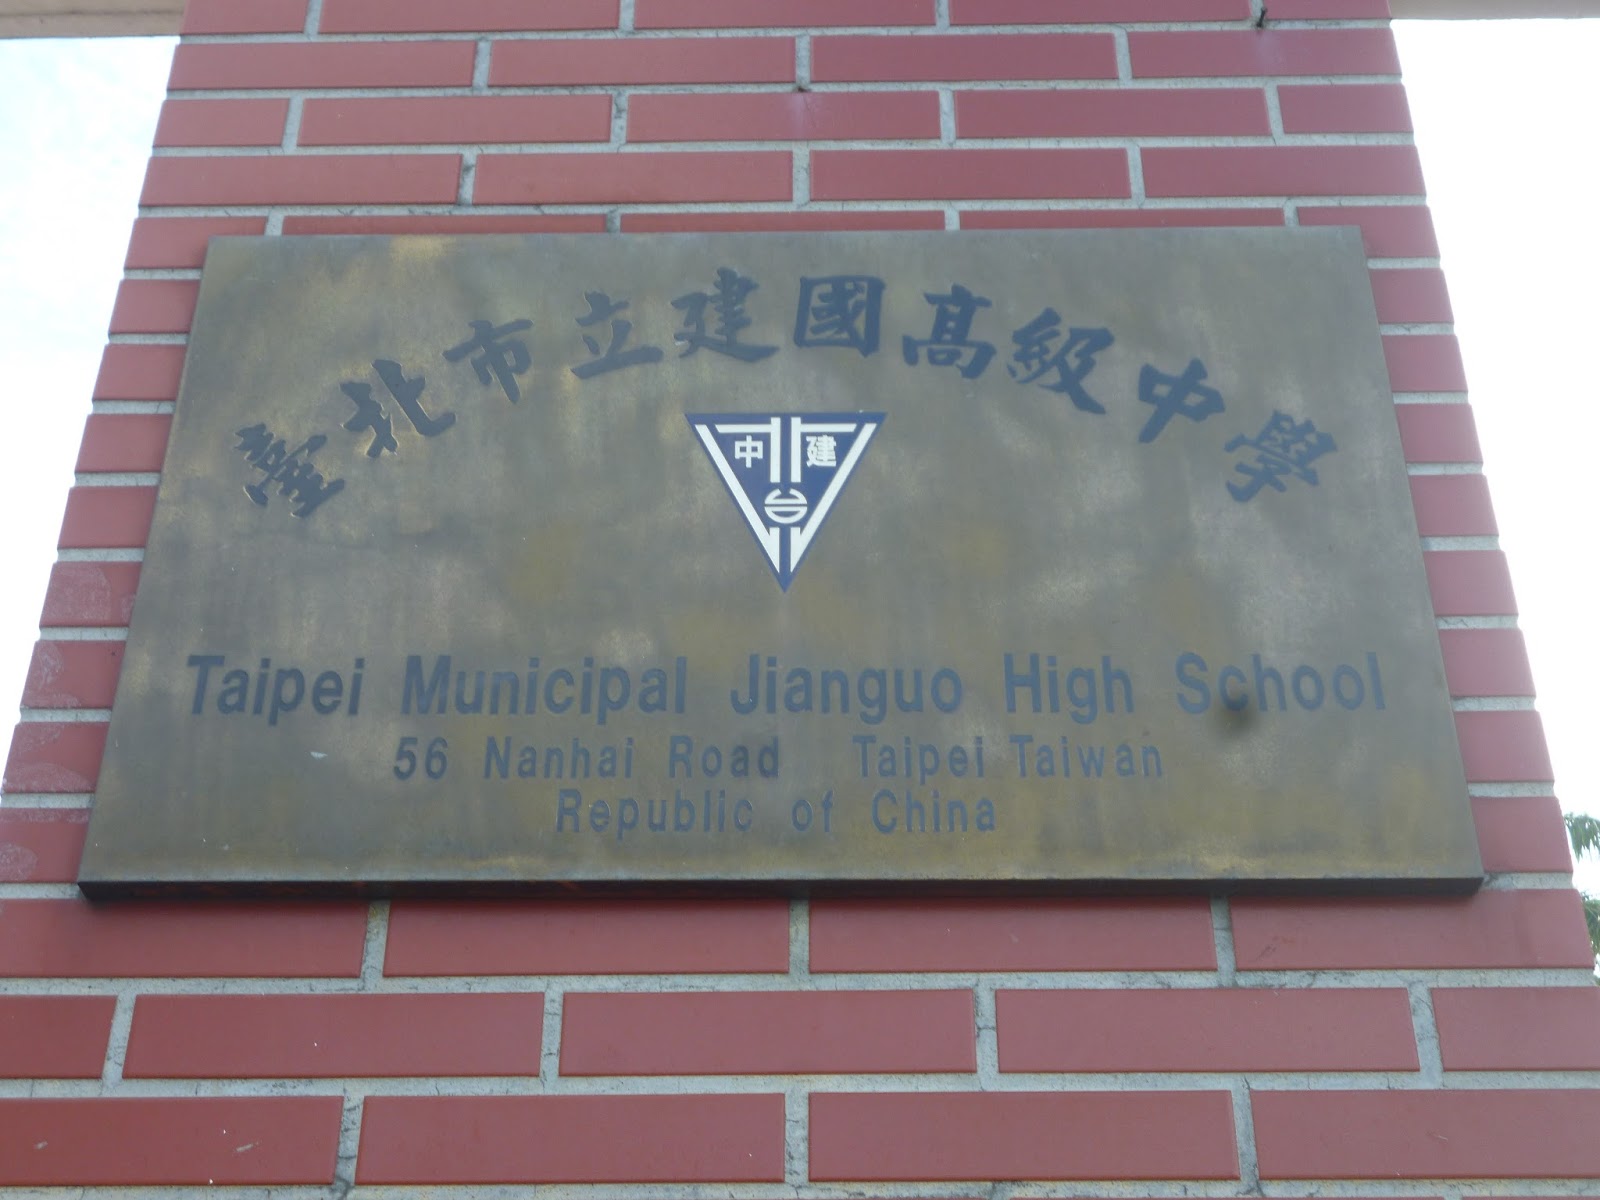 臺北市立建國高級中學
中 建
台
Taipei Municipal Jianguo High School
56 Nanhai Road Taipei Taiwan
Republic of China